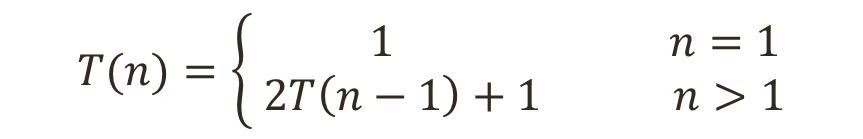 T(n) = { 1 n = 1
2T(n − 1) + 1 n > 1